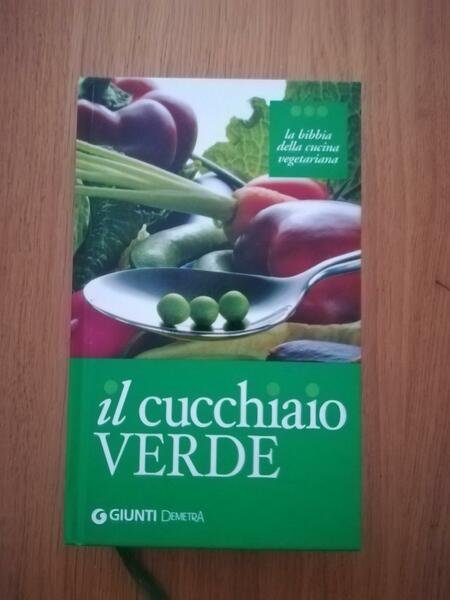 la bibbia
della cucina
vegetariana
il cucchiaio
VERDE
GIUNTI DEMETRA